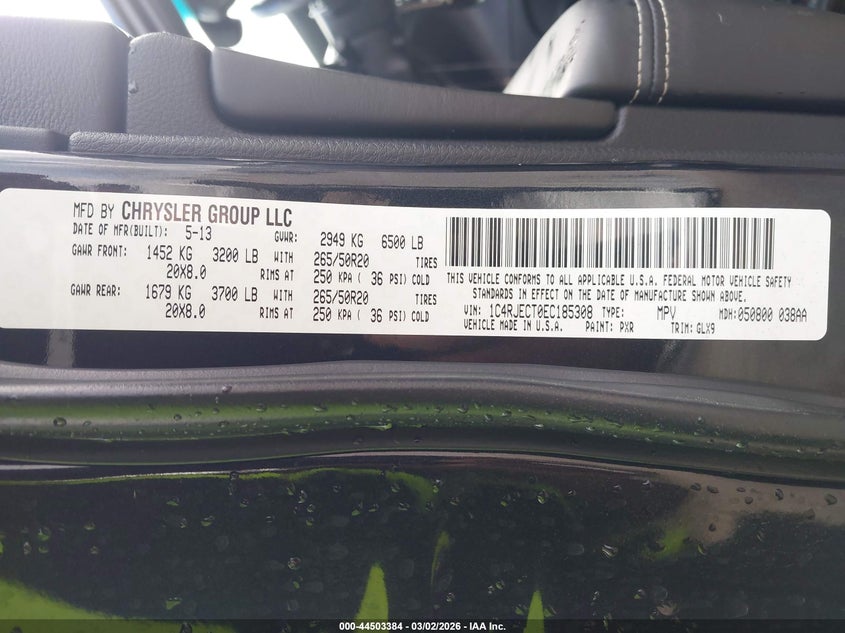 MFD BY CHRYSLER GROUP LLC
DATE OF MFR(BUILT): 5-13 GVWR: 2949 KG 6500 LB
GAWR FRONT: 1452 KG 3200 LB WITH 265/50R20 TIRES
20X8.0 RIMS AT 250 KPA ( 36 PSI) COLD
GAWR REAR: 1679 KG 3700 LB WITH 265/50R20 TIRES
20X8.0 RIMS AT 250 KPA ( 36 PSI) COLD
THIS VEHICLE CONFORMS TO ALL APPLICABLE U.S.A. FEDERAL MOTOR VEHICLE SAFETY
STANDARDS IN EFFECT ON THE DATE OF MANUFACTURE SHOWN ABOVE.
VIN: 1C4RJECT0EC185308 TYPE: MPV MDH:050800 038AA
VEHICLE MADE IN U.S.A. PAINT: PXR TRIM: GLX9
000-44503384 - 03/02/2026 - IAA Inc.